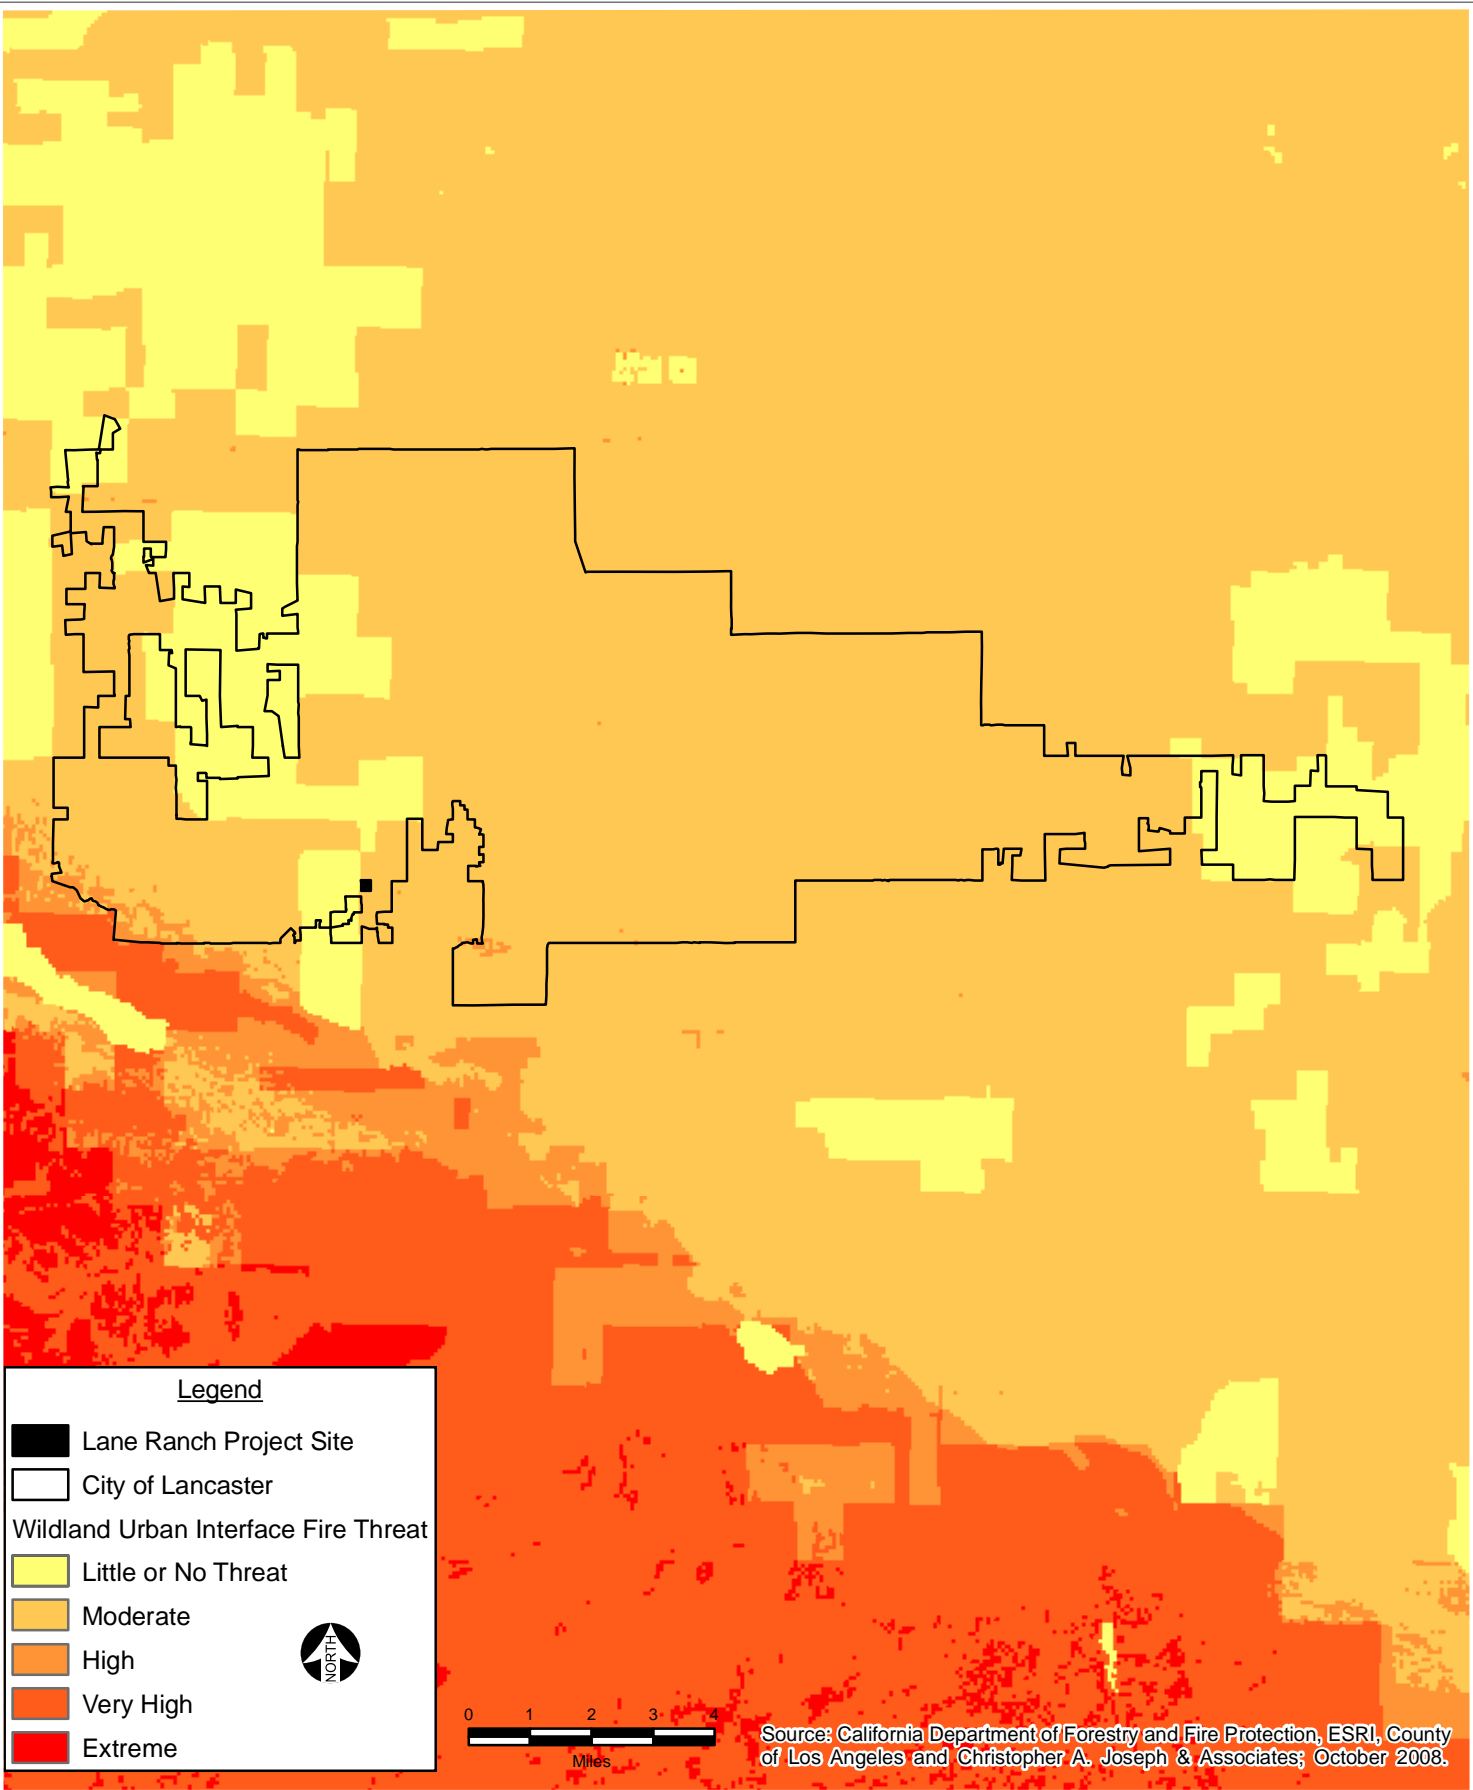 Legend
Lane Ranch Project Site
City of Lancaster
Wildland Urban Interface Fire Threat
Little or No Threat
Moderate
High
Very High
Extreme
NORTH
0 1 2 3 4
Miles
Source: California Department of Forestry and Fire Protection, ESRI, County
of Los Angeles and Christopher A. Joseph & Associates; October 2008.